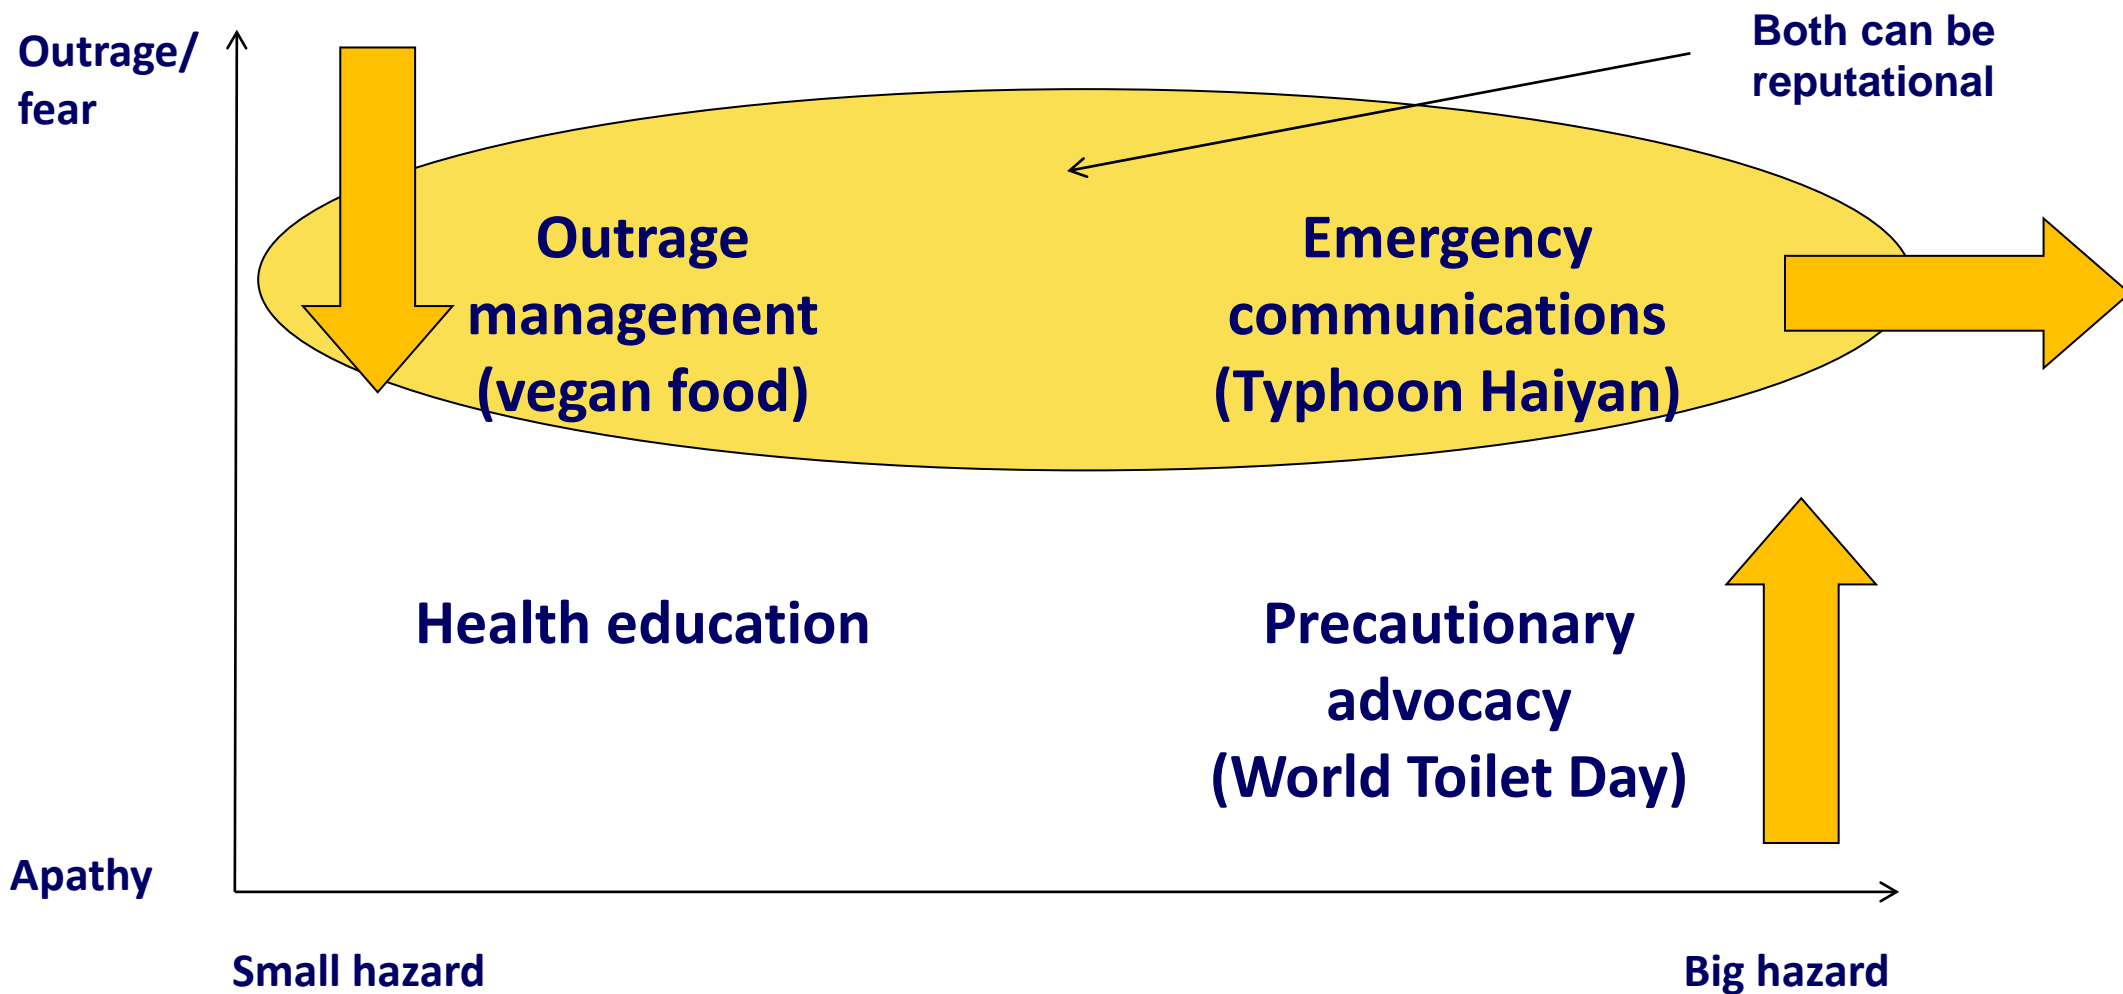 Outrage/
fear
Both can be
reputational
Outrage
management
(vegan food)
Emergency
communications
(Typhoon Haiyan)
Health education
Precautionary
advocacy
(World Toilet Day)
Apathy
Small hazard
Big hazard